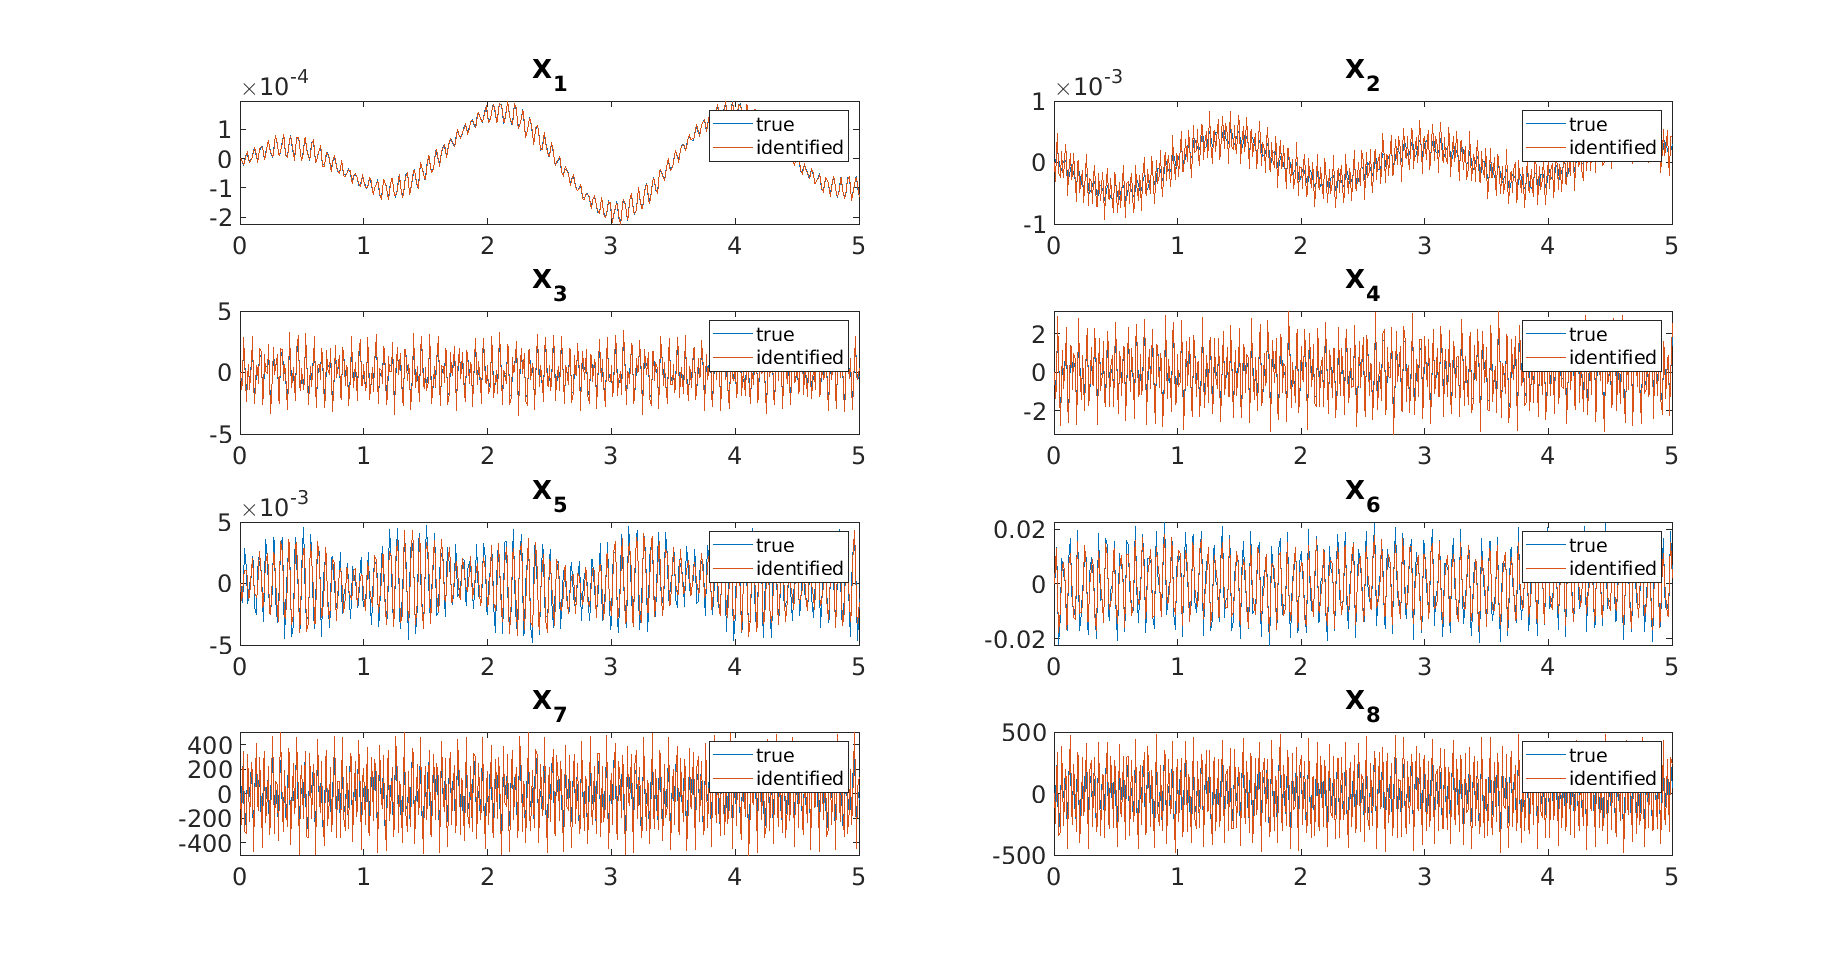 X1
×10-4
1
0
-1
-2
0 1 2 3 4 5
true
identified
X2
×10-3
1
0
-1
0 1 2 3 4 5
true
identified
X3
5
0
-5
0 1 2 3 4 5
true
identified
X4
2
0
-2
0 1 2 3 4 5
true
identified
X5
×10-3
5
0
-5
0 1 2 3 4 5
true
identified
X6
0.02
0
-0.02
0 1 2 3 4 5
true
identified
X7
400
200
0
-200
-400
0 1 2 3 4 5
true
identified
X8
500
0
-500
0 1 2 3 4 5
true
identified